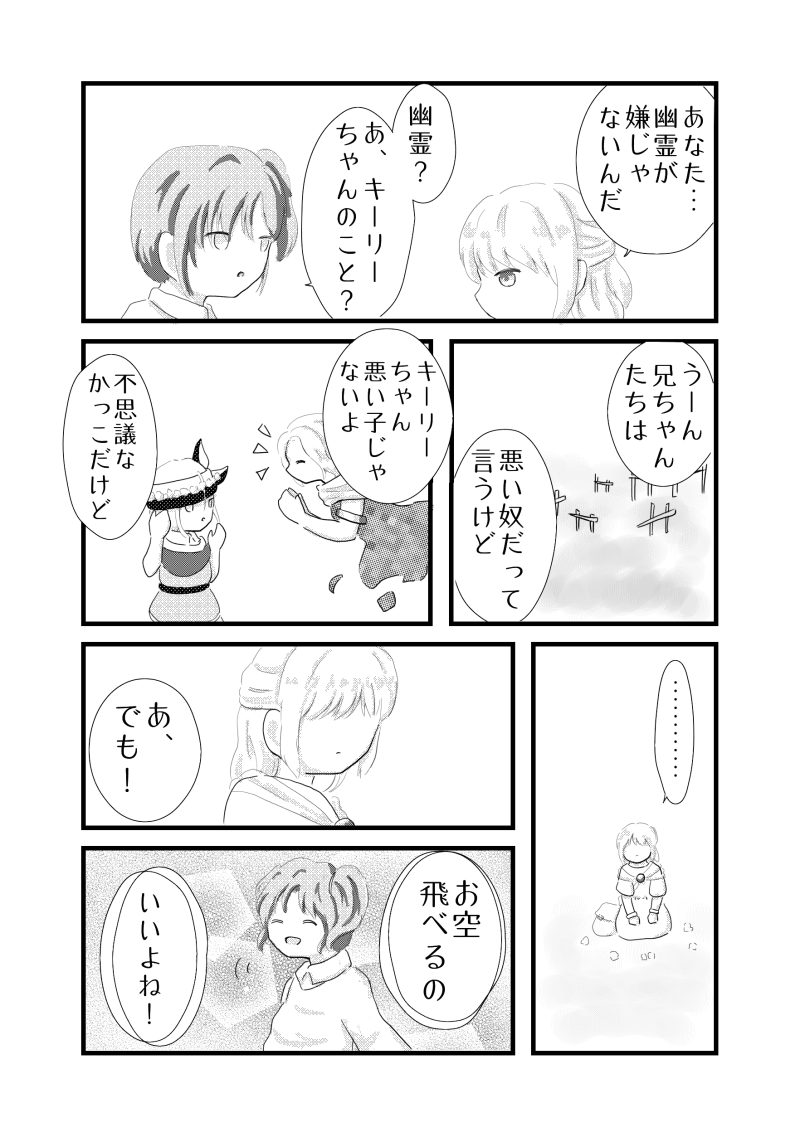 あなた…
幽霊が
嫌じゃ
ないんだ
幽霊？
あ、キーリー
ちゃんのこと？
うーん
兄ちゃん
たちは
悪い奴だって
言うけど
キーリー
ちゃん
悪い子じゃ
ないよ
不思議な
かっこだけど
…………
あ、
でも！
お空
飛べるの
いいよね！